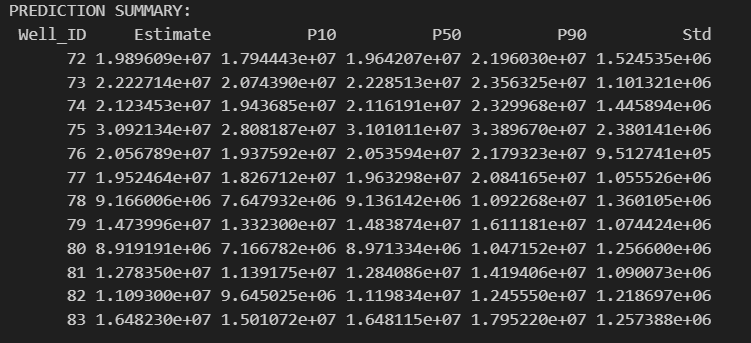 PREDICTION SUMMARY:
Well_ID Estimate P10 P50 P90 Std
72 1.989609e+07 1.794443e+07 1.964207e+07 2.196030e+07 1.524535e+06
73 2.222714e+07 2.074390e+07 2.228513e+07 2.356325e+07 1.101321e+06
74 2.123453e+07 1.943685e+07 2.116191e+07 2.329968e+07 1.445894e+06
75 3.092134e+07 2.808187e+07 3.101011e+07 3.389670e+07 2.380141e+06
76 2.056789e+07 1.937592e+07 2.053594e+07 2.179323e+07 9.512741e+05
77 1.952464e+07 1.826712e+07 1.963298e+07 2.084165e+07 1.055526e+06
78 9.166006e+06 7.647932e+06 9.136142e+06 1.092268e+07 1.360105e+06
79 1.473996e+07 1.332300e+07 1.483874e+07 1.611181e+07 1.074424e+06
80 8.919191e+06 7.166782e+06 8.971334e+06 1.047152e+07 1.256600e+06
81 1.278350e+07 1.139175e+07 1.284086e+07 1.419406e+07 1.090073e+06
82 1.109300e+07 9.645025e+06 1.119834e+07 1.245550e+07 1.218697e+06
83 1.648230e+07 1.501072e+07 1.648115e+07 1.795220e+07 1.257388e+06